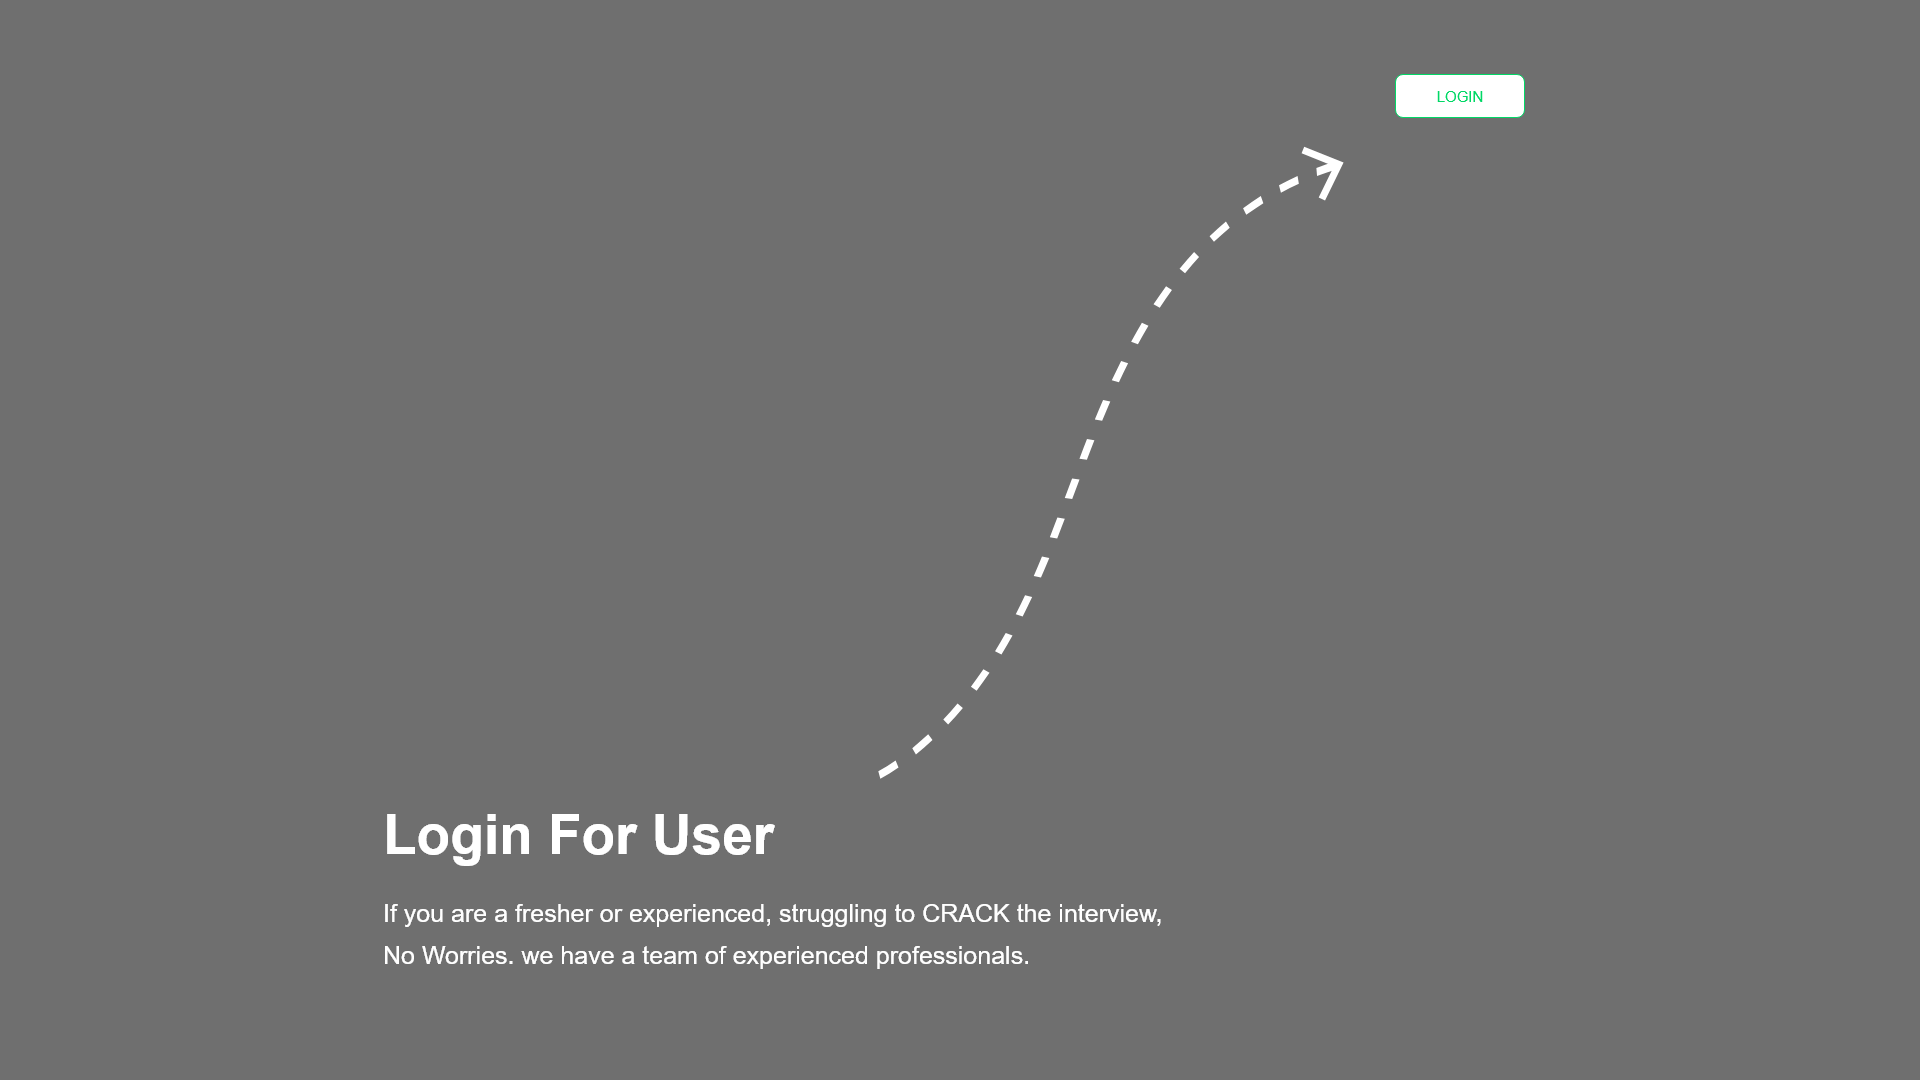 LOGIN
Login For User
If you are a fresher or experienced, struggling to CRACK the interview,
No Worries. we have a team of experienced professionals.